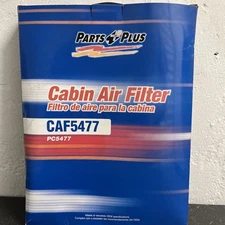 PARTS PLUS
Cabin Air Filter
Filtro de aire para la cabina
CAF5477
PC5477